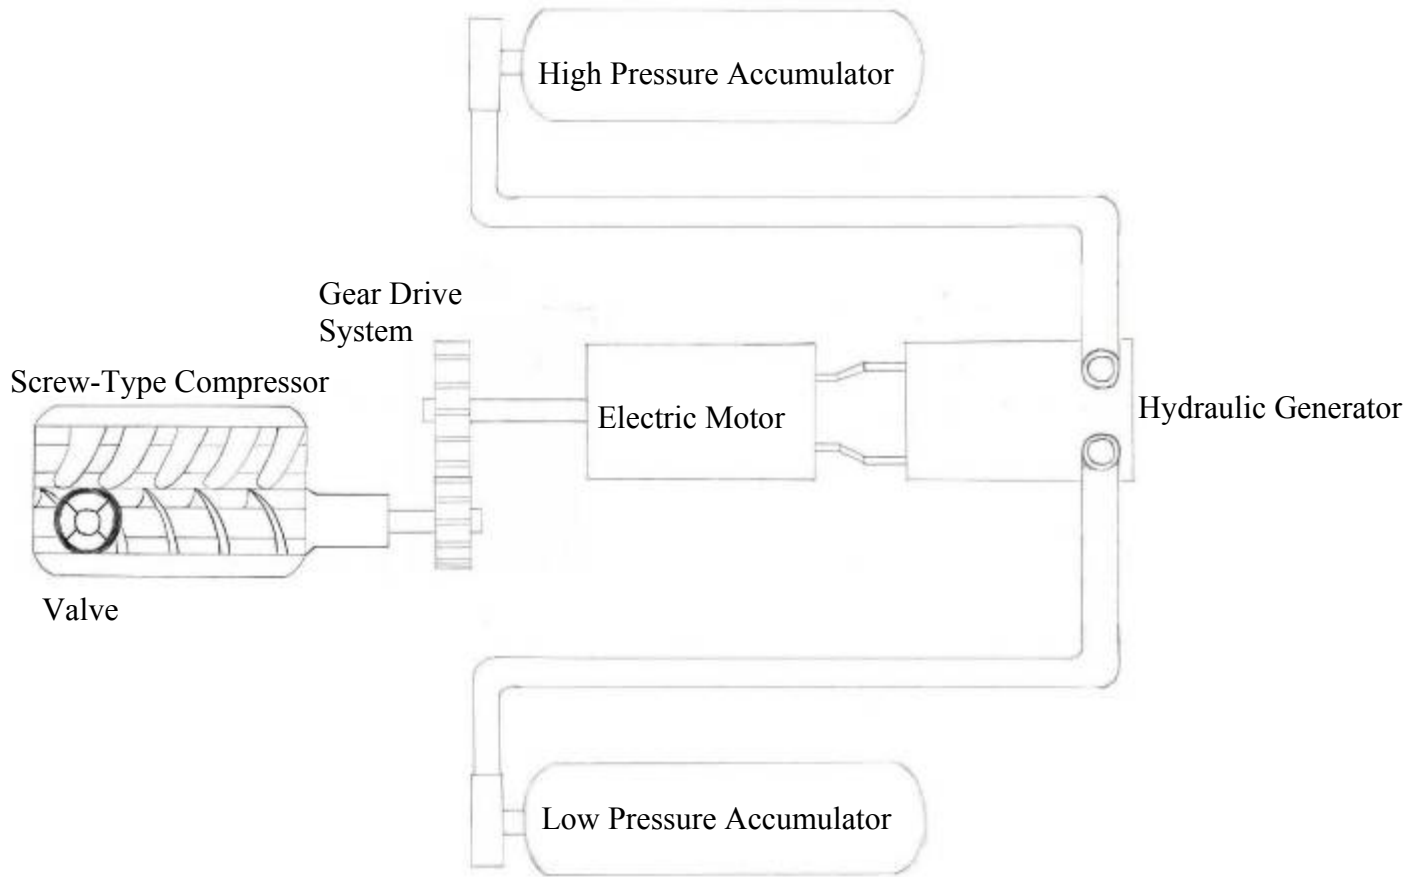 High Pressure Accumulator
Gear Drive
System
Screw-Type Compressor
Electric Motor
Hydraulic Generator
Valve
Low Pressure Accumulator